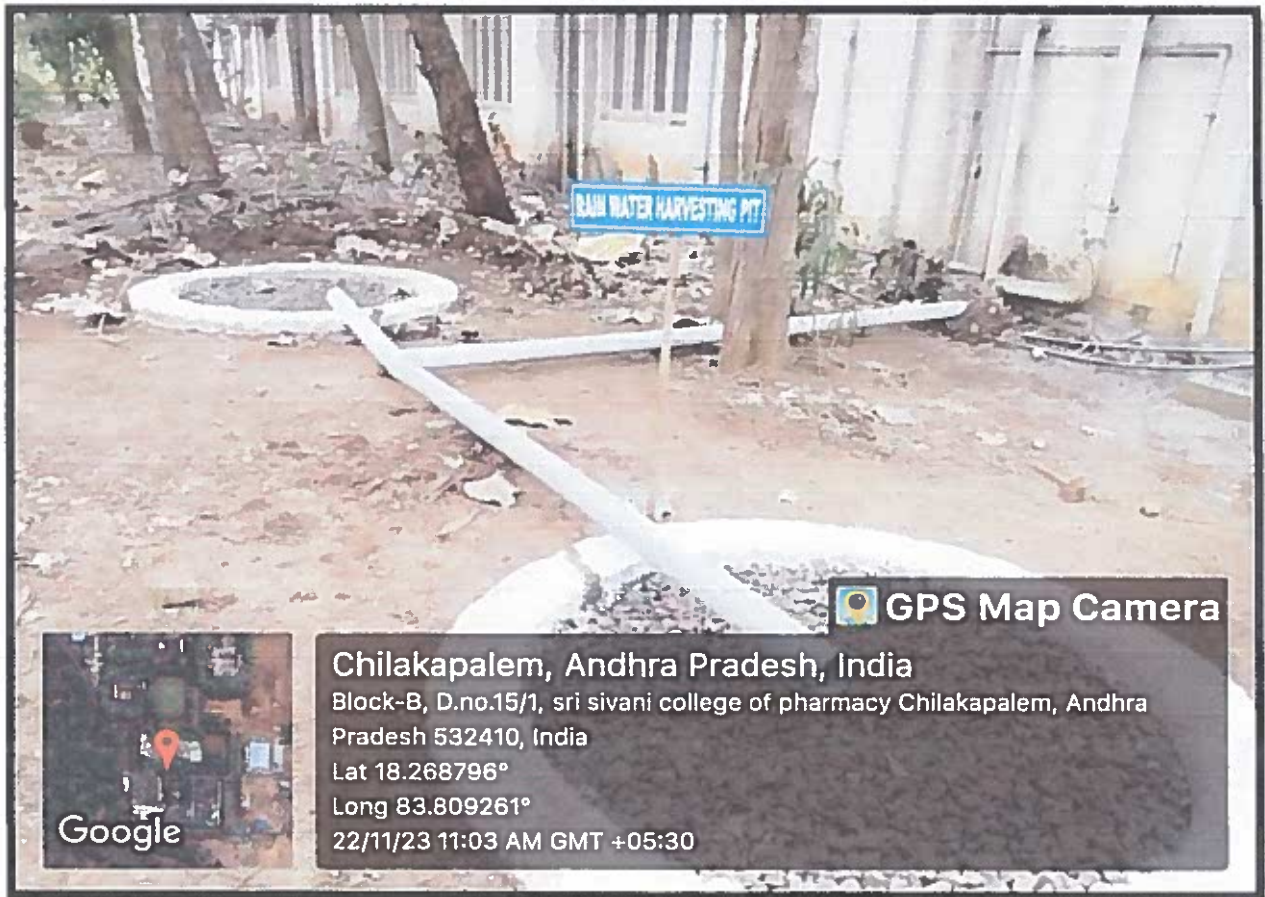 RAIN WATER HARVESTING PIT
GPS Map Camera
Chilakapalem, Andhra Pradesh, India
Block-B, D.no.15/1, sri sivani college of pharmacy Chilakapalem, Andhra
Pradesh 532410, India
Lat 18.268796°
Long 83.809261°
22/11/23 11:03 AM GMT +05:30
Google